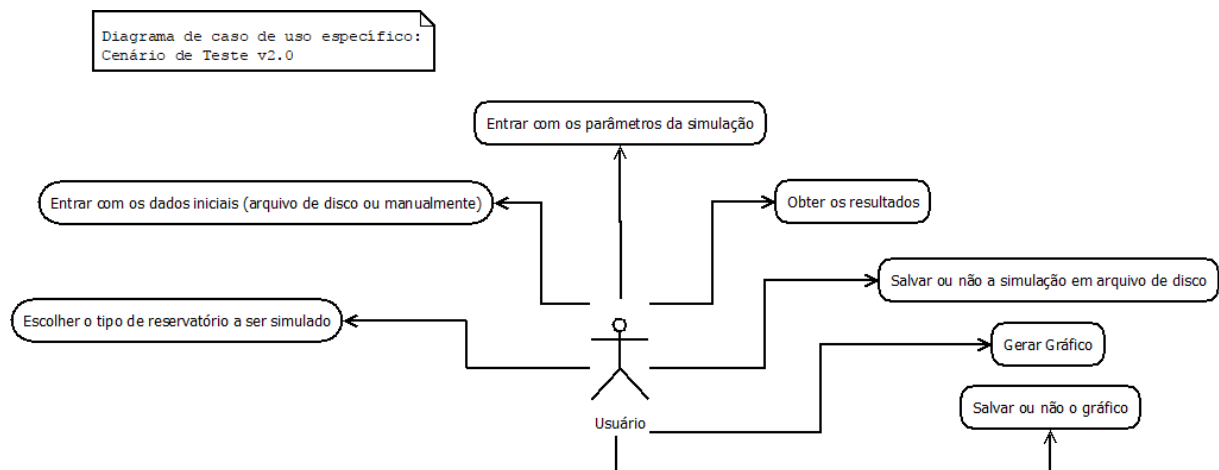 Diagrama de caso de uso específico:
Cenário de Teste v2.0
Entrar com os parâmetros da simulação
Entrar com os dados iniciais (arquivo de disco ou manualmente)
Obter os resultados
Salvar ou não a simulação em arquivo de disco
Escolher o tipo de reservatório a ser simulado
Gerar Gráfico
Salvar ou não o gráfico
Usuário